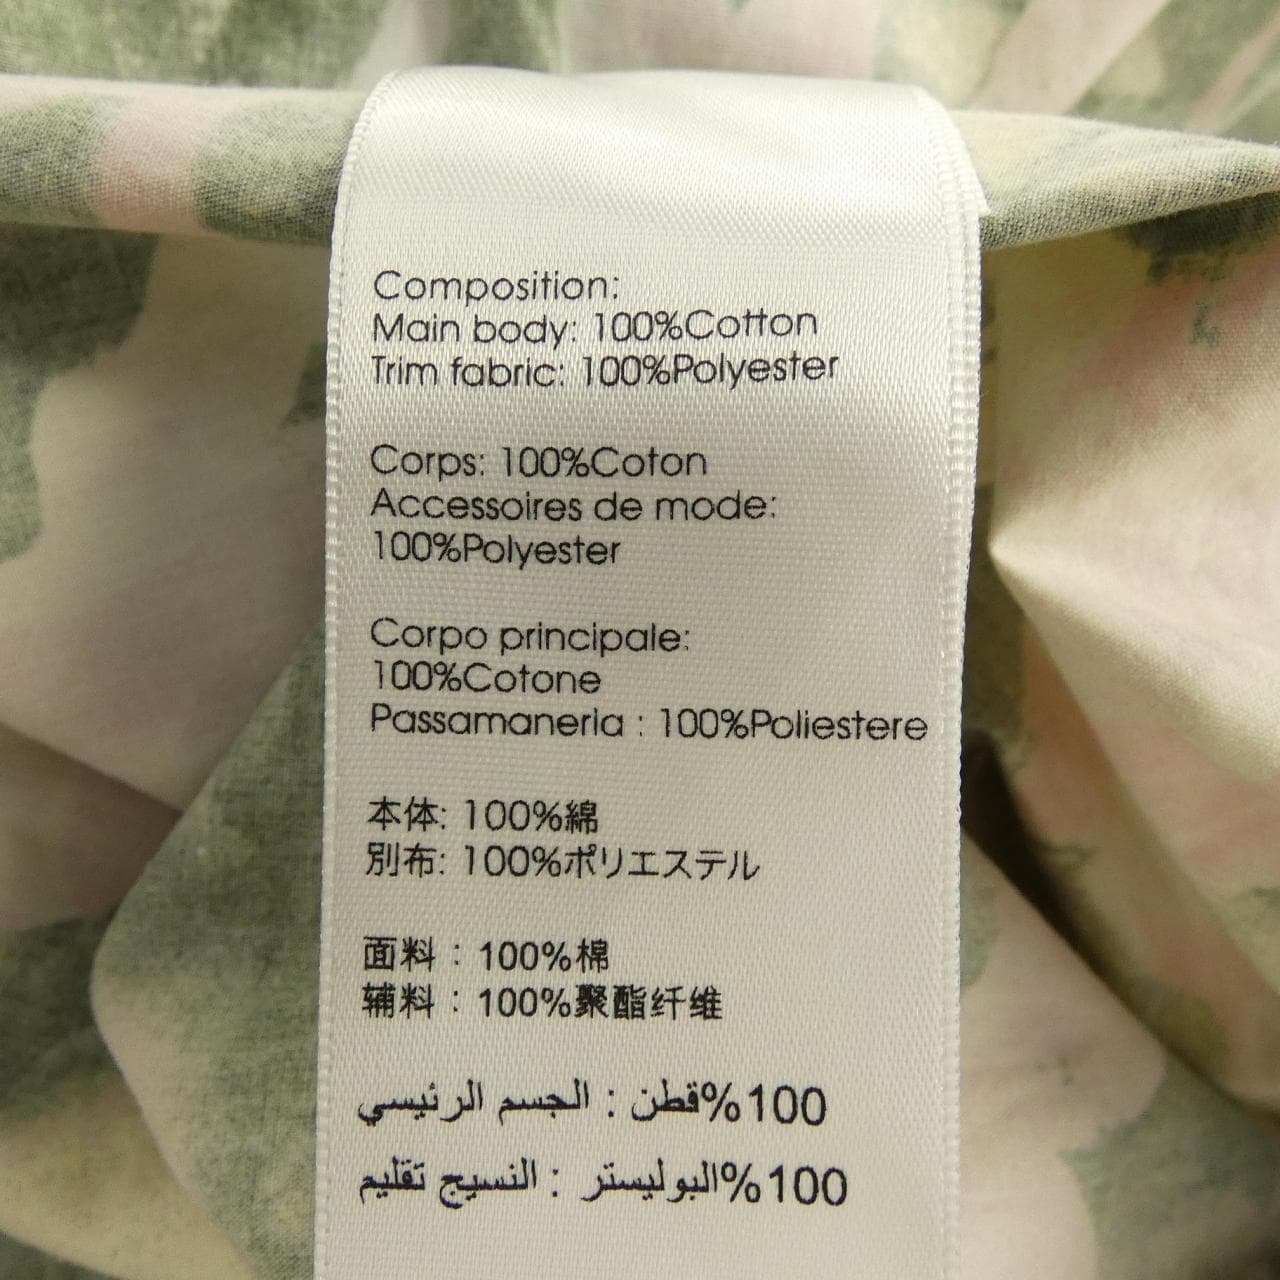 Composition:
Main body: 100%Cotton
Trim fabric: 100%Polyester
Corps: 100%Coton
Accessoires de mode:
100%Polyester
Corpo principale:
100%Cotone
Passamaneria : 100%Poliestere
本体: 100%綿
別布: 100%ポリエステル
面料：100%棉
辅料：100%聚酯纤维
100%قطن : الجسم الرئيسي
100%البوليستر : النسيج تقليم